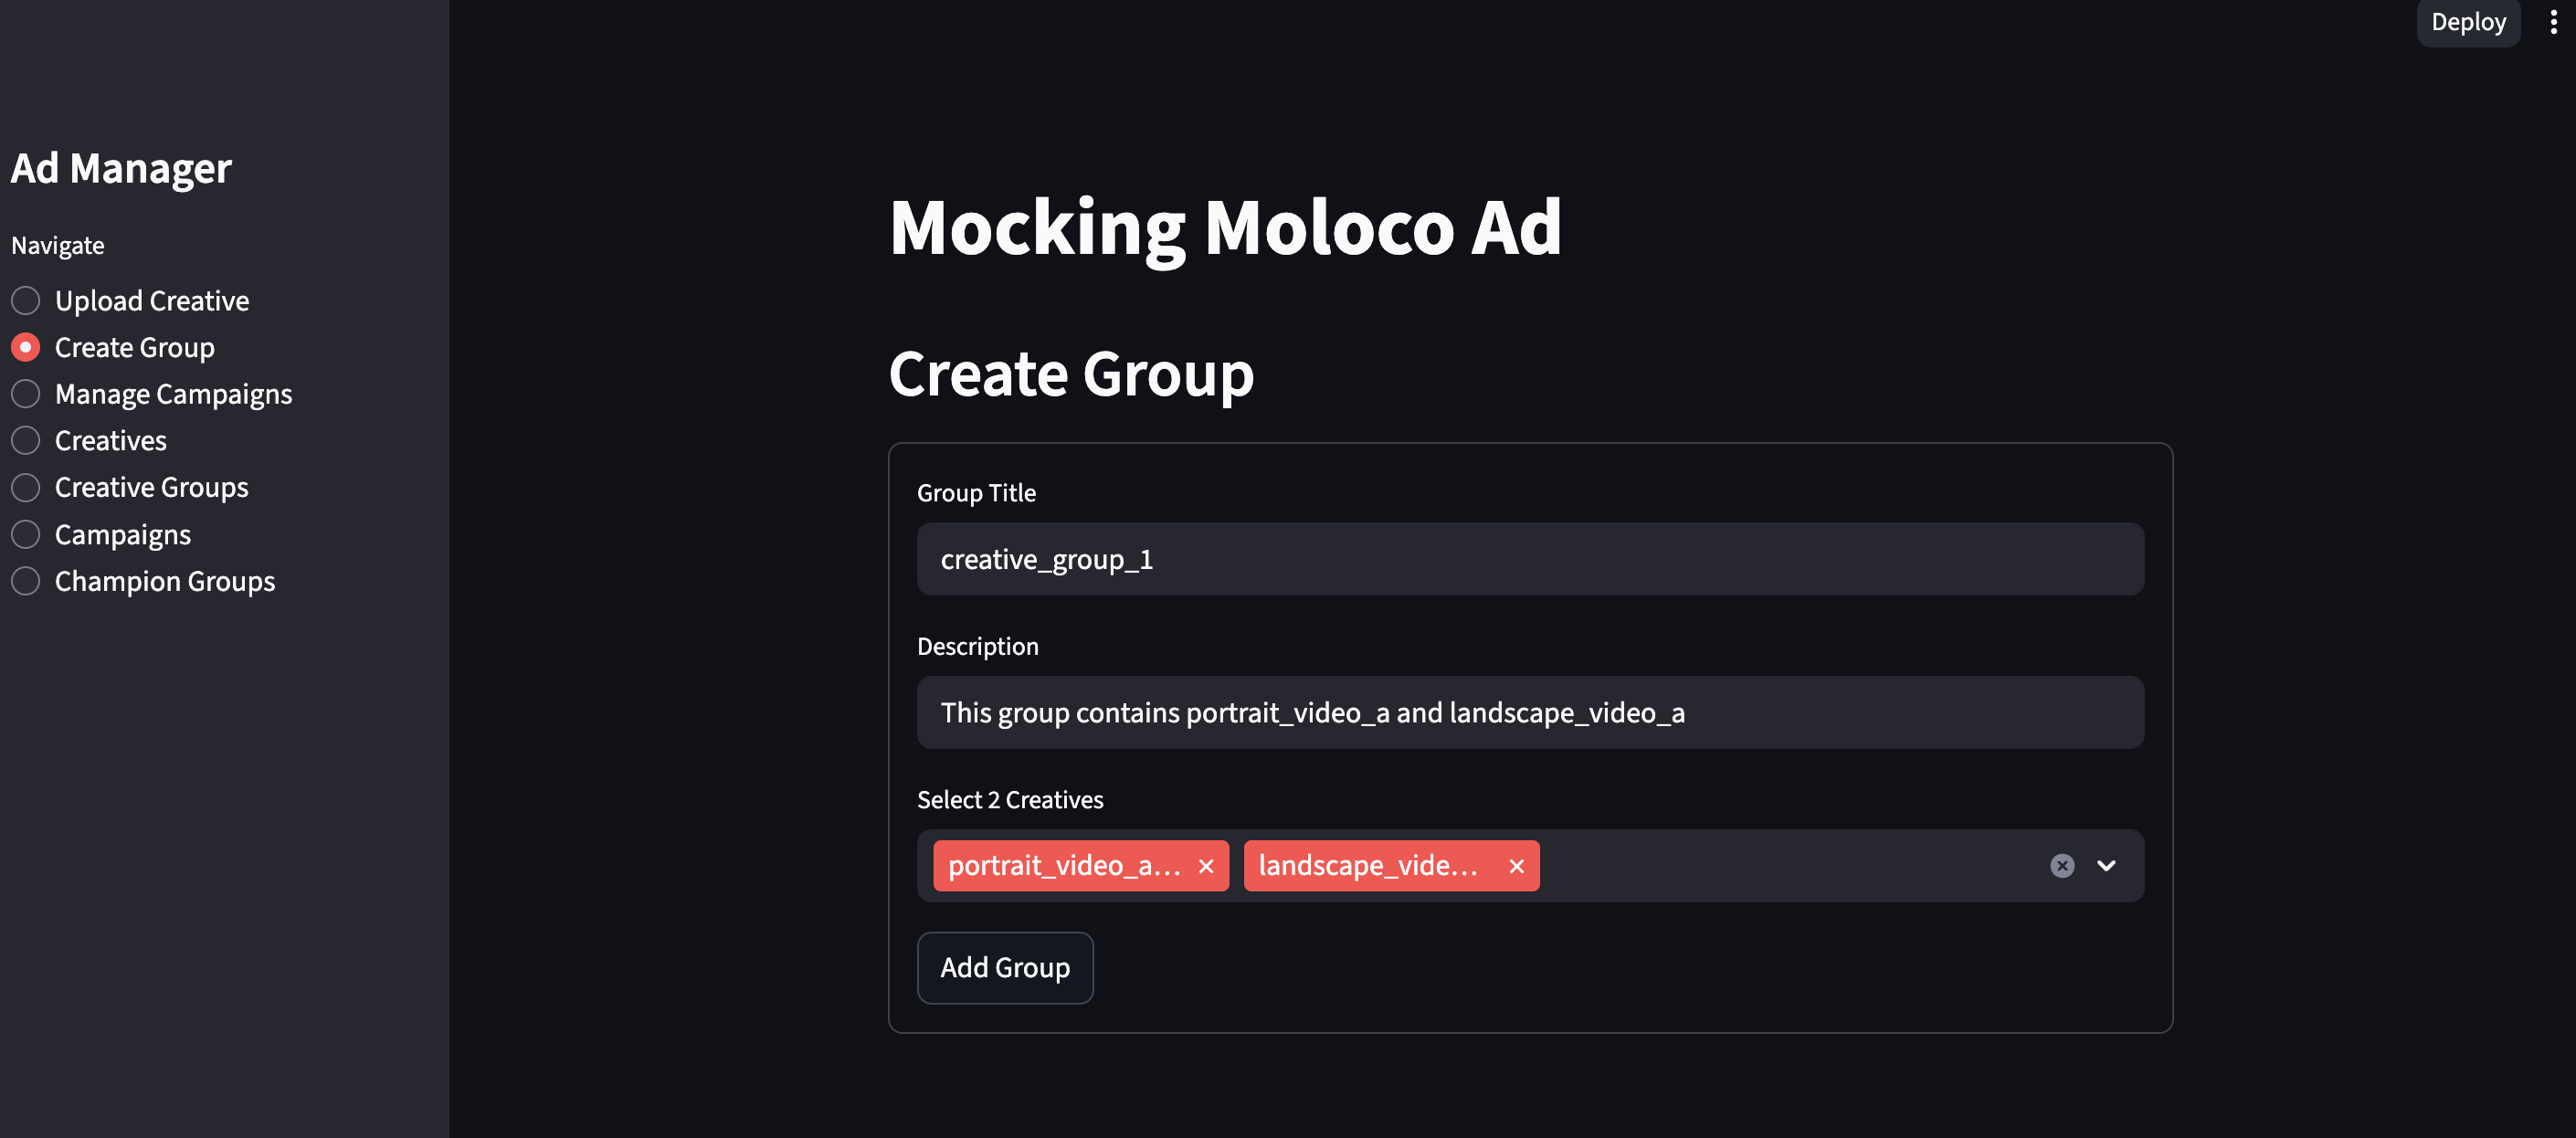 Deploy
Ad Manager
Navigate
Upload Creative
Create Group
Manage Campaigns
Creatives
Creative Groups
Campaigns
Champion Groups
Mocking Moloco Ad
Create Group
Group Title
creative_group_1
Description
This group contains portrait_video_a and landscape_video_a
Select 2 Creatives
portrait_video_a... landscape_vide...
Add Group